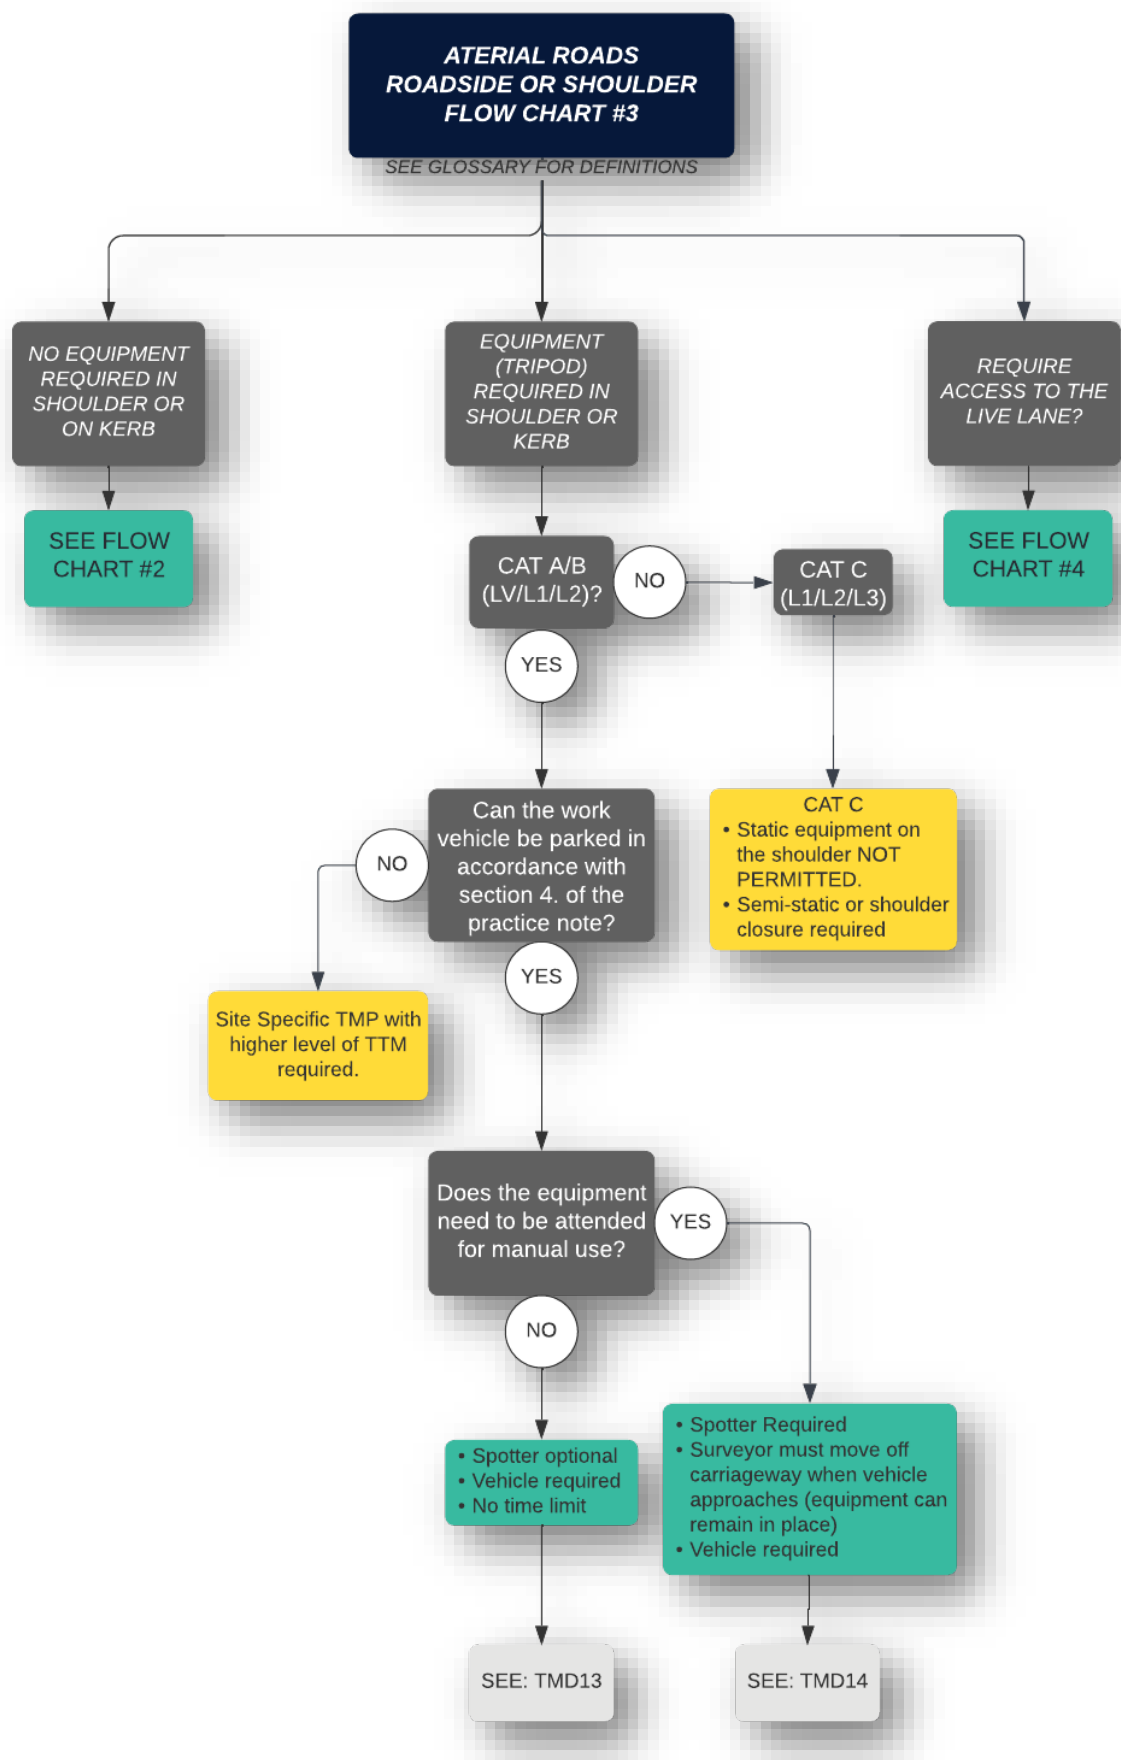 ATERIAL ROADS
ROADSIDE OR SHOULDER
FLOW CHART #3
SEE GLOSSARY FOR DEFINITIONS
NO EQUIPMENT
REQUIRED IN
SHOULDER OR
ON KERB
EQUIPMENT
(TRIPOD)
REQUIRED IN
SHOULDER OR
KERB
REQUIRE
ACCESS TO THE
LIVE LANE?
SEE FLOW
CHART #2
SEE FLOW
CHART #4
CAT A/B
(LV/L1/L2)?
NO
CAT C
(L1/L2/L3)
YES
Can the work
vehicle be parked in
accordance with
section 4. of the
practice note?
NO
CAT C
• Static equipment on
the shoulder NOT
PERMITTED.
• Semi-static or shoulder
closure required
YES
Site Specific TMP with
higher level of TTM
required.
Does the equipment
need to be attended
for manual use?
YES
NO
• Spotter optional
• Vehicle required
• No time limit
• Spotter Required
• Surveyor must move off
carriageway when vehicle
approaches (equipment can
remain in place)
• Vehicle required
SEE: TMD13
SEE: TMD14